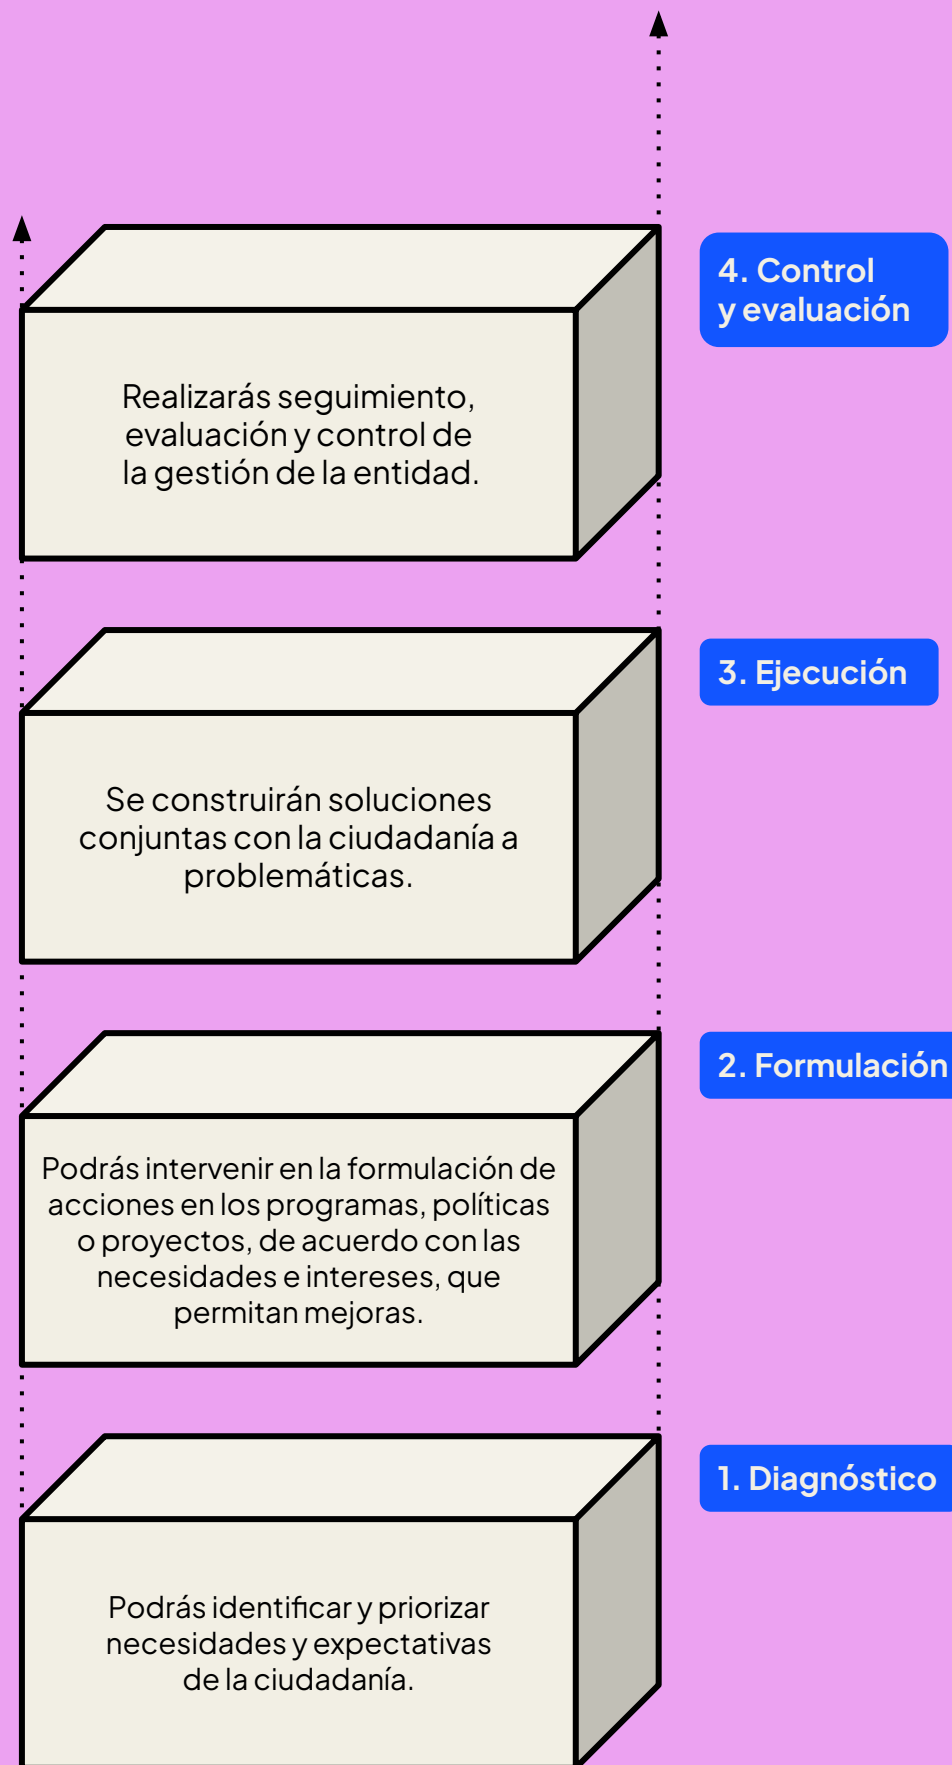 4. Control
y evaluación
Realizarás seguimiento,
evaluación y control de
la gestión de la entidad.
3. Ejecución
Se construirán soluciones
conjuntas con la ciudadanía a
problemáticas.
2. Formulación
Podrás intervenir en la formulación de
acciones en los programas, políticas
o proyectos, de acuerdo con las
necesidades e intereses, que
permitan mejoras.
1. Diagnóstico
Podrás identificar y priorizar
necesidades y expectativas
de la ciudadanía.